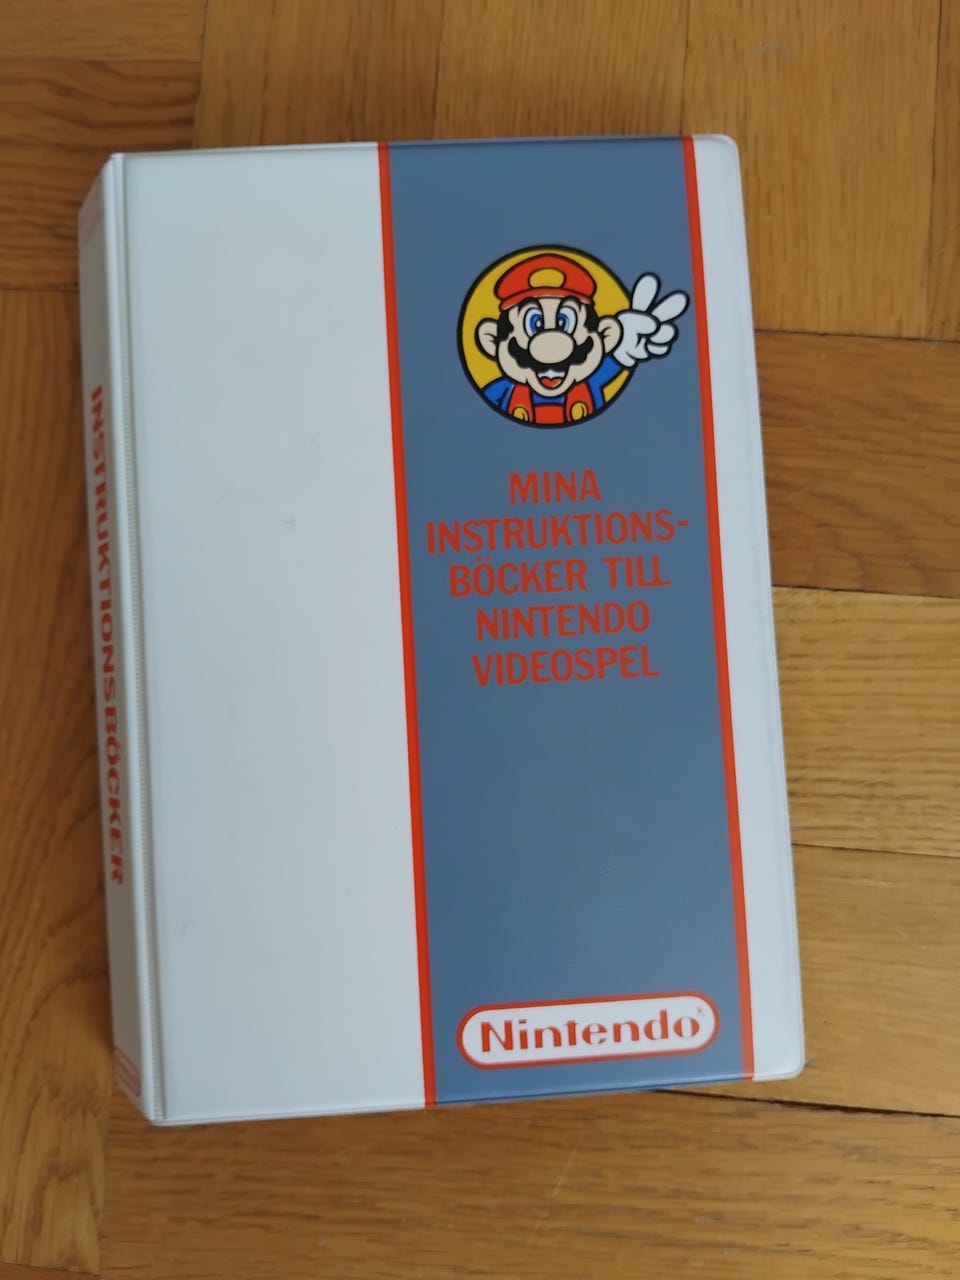 INSTRUKTIONSBÖCKER
MINA
INSTRUKTIONS-
BÖCKER TILL
NINTENDO
VIDEOSPEL
Nintendo®